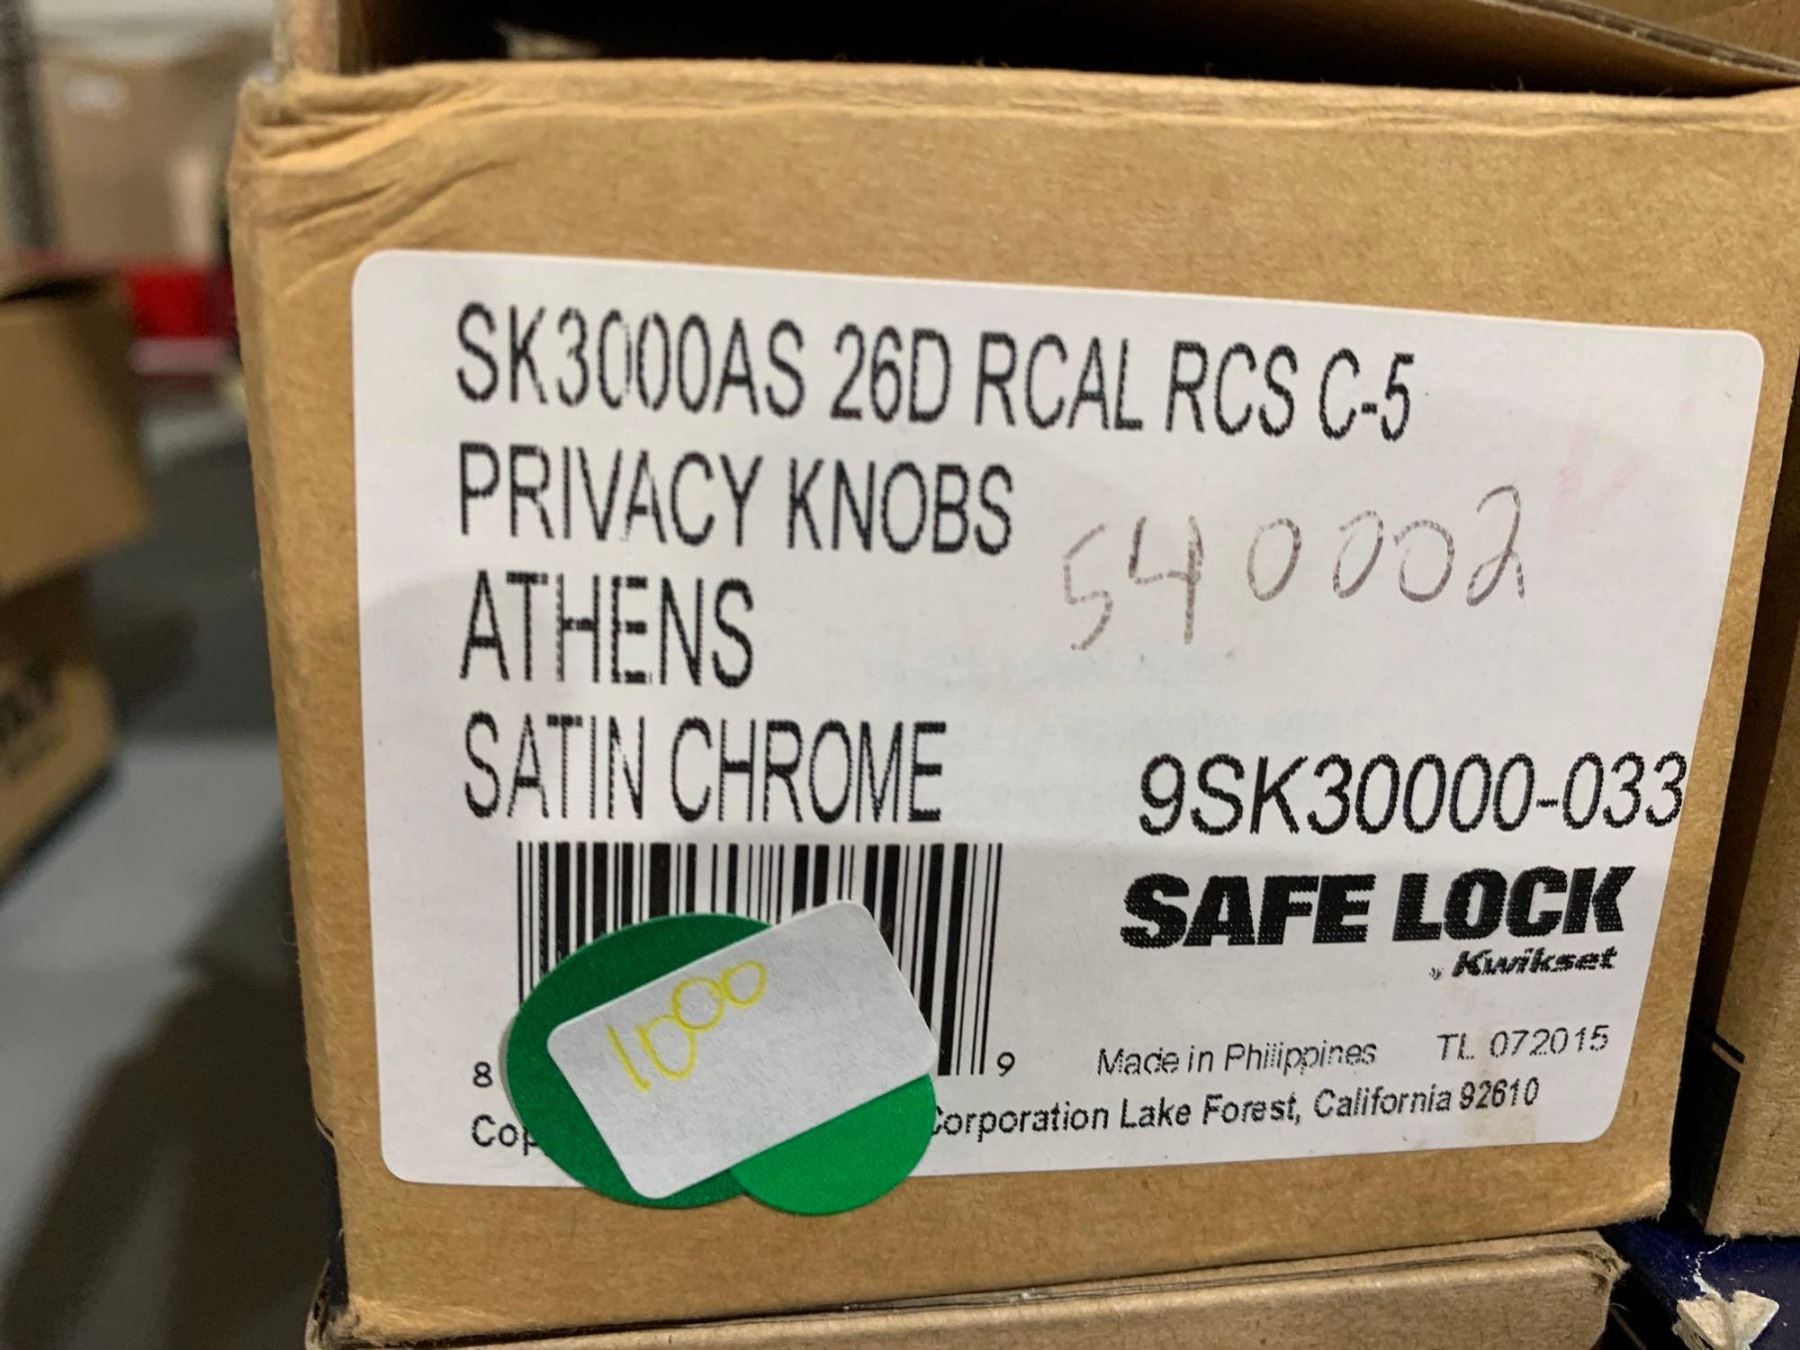 SK3000AS 26D RCAL RCS C-5
PRIVACY KNOBS
540002
ATHENS
SATIN CHROME
9SK30000-033
SAFE LOCK
by Kwikset
1000
8 9
Made in Philippines TL 072015
Corporation Lake Forest, California 92610